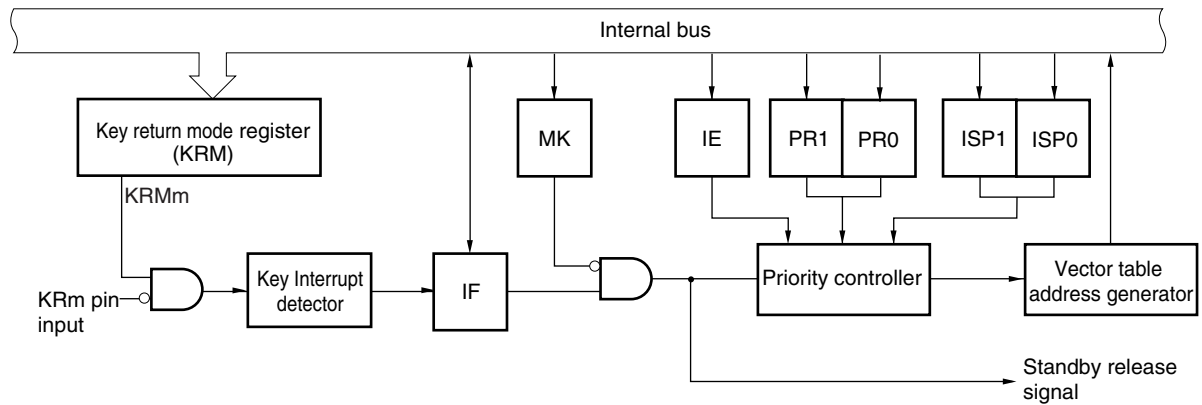 Internal bus
Key return mode register
(KRM)
MK
IE
PR1
PR0
ISP1
ISP0
KRMm
Key Interrupt
detector
IF
Priority controller
Vector table
address generator
KRm pin
input
Standby release
signal